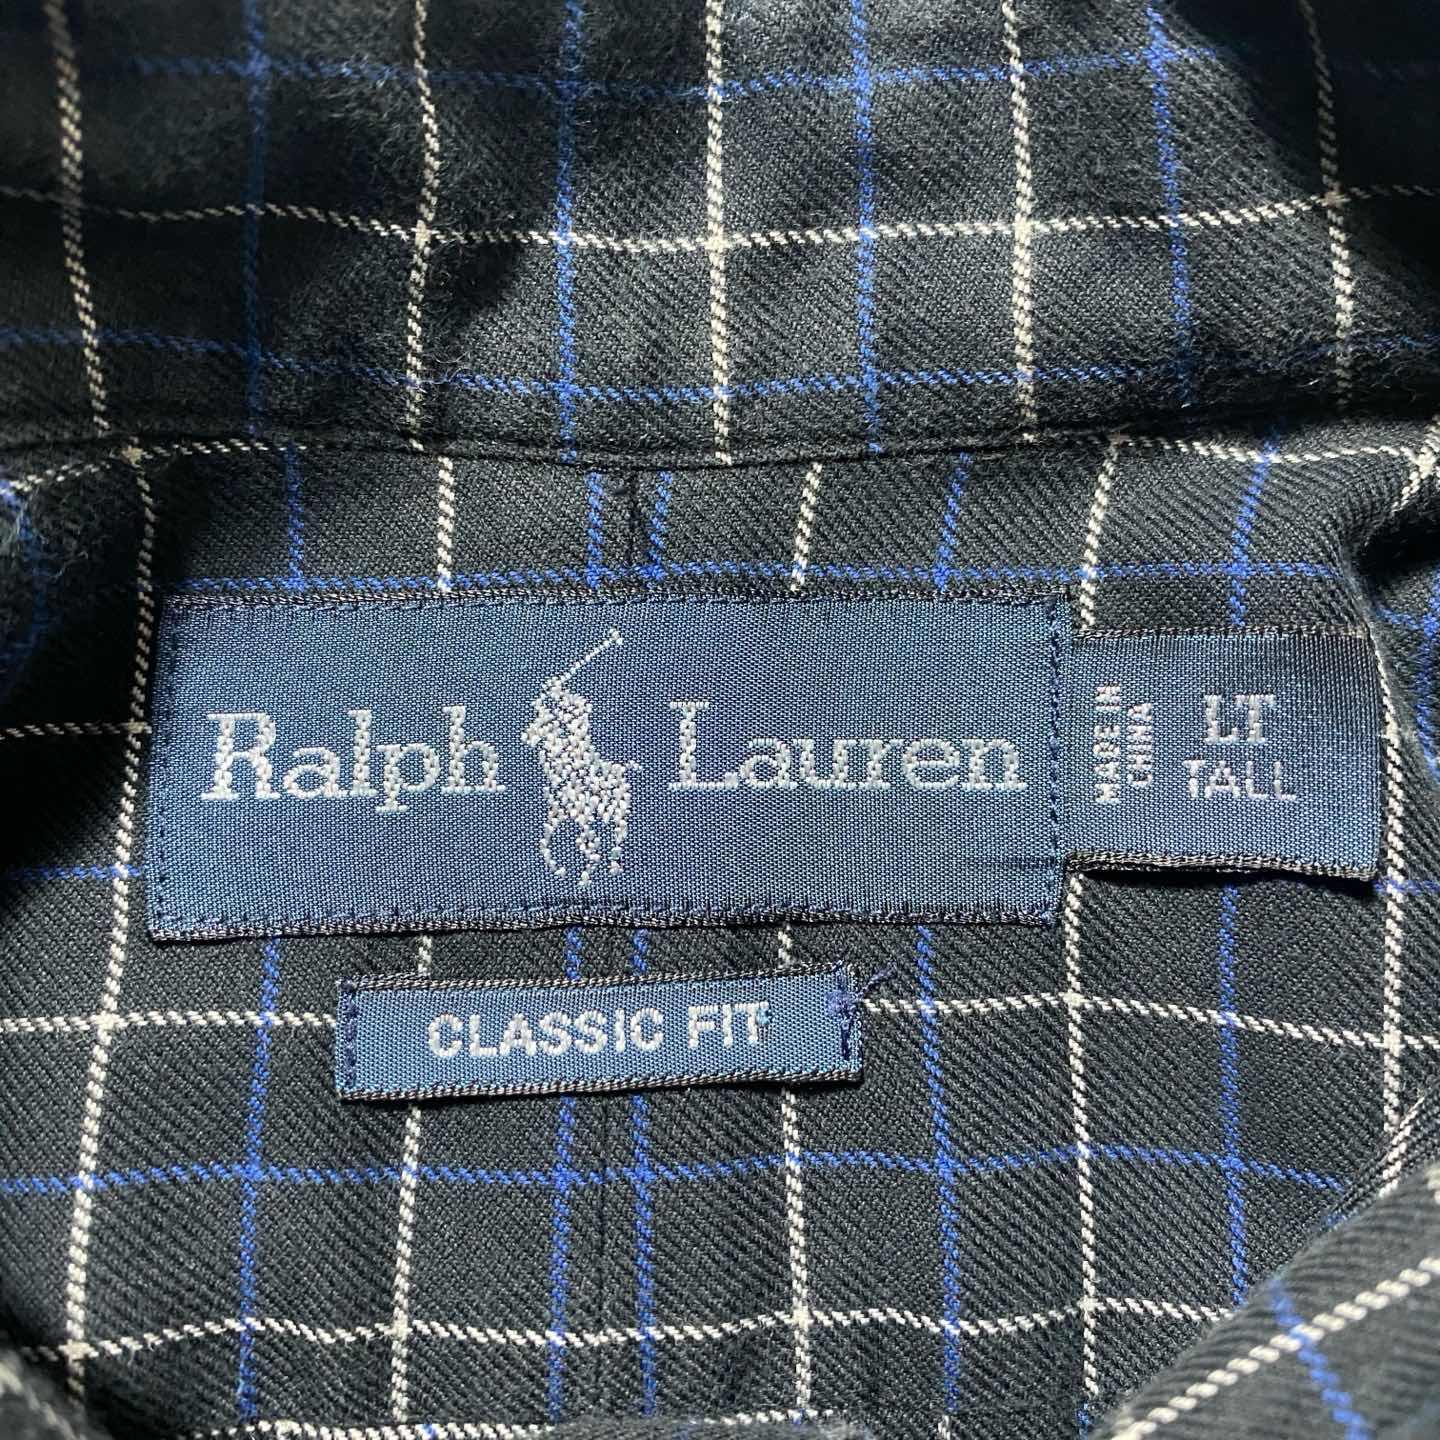 Ralph Lauren
MADE IN
CHINA
LT
TALL
CLASSIC FIT